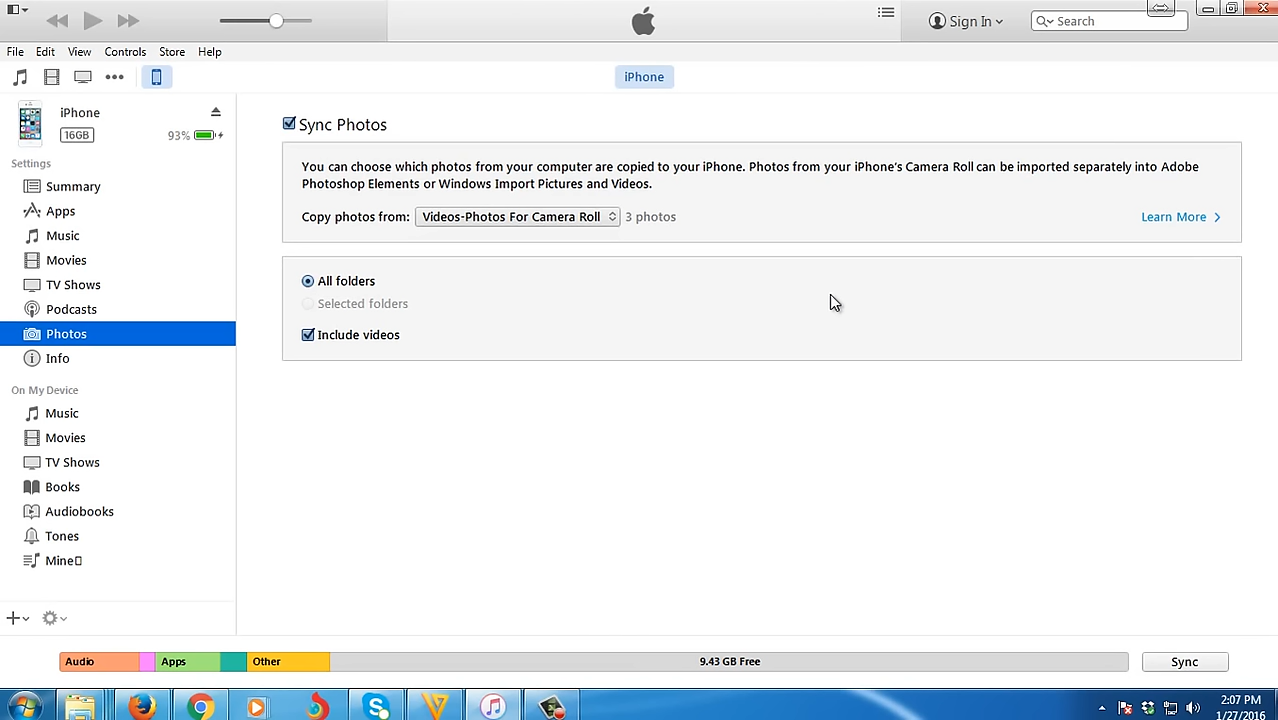 Sign In
Search
File Edit View Controls Store Help
iPhone
iPhone
16GB 93%
Settings
Summary
Apps
Music
Movies
TV Shows
Podcasts
Photos
Info
On My Device
Music
Movies
TV Shows
Books
Audiobooks
Tones
Mine
Sync Photos
You can choose which photos from your computer are copied to your iPhone. Photos from your iPhone's Camera Roll can be imported separately into Adobe
Photoshop Elements or Windows Import Pictures and Videos.
Copy photos from: Videos-Photos For Camera Roll 3 photos Learn More
All folders
Selected folders
Include videos
Audio Apps Other 9.43 GB Free Sync
2:07 PM
1/27/2016